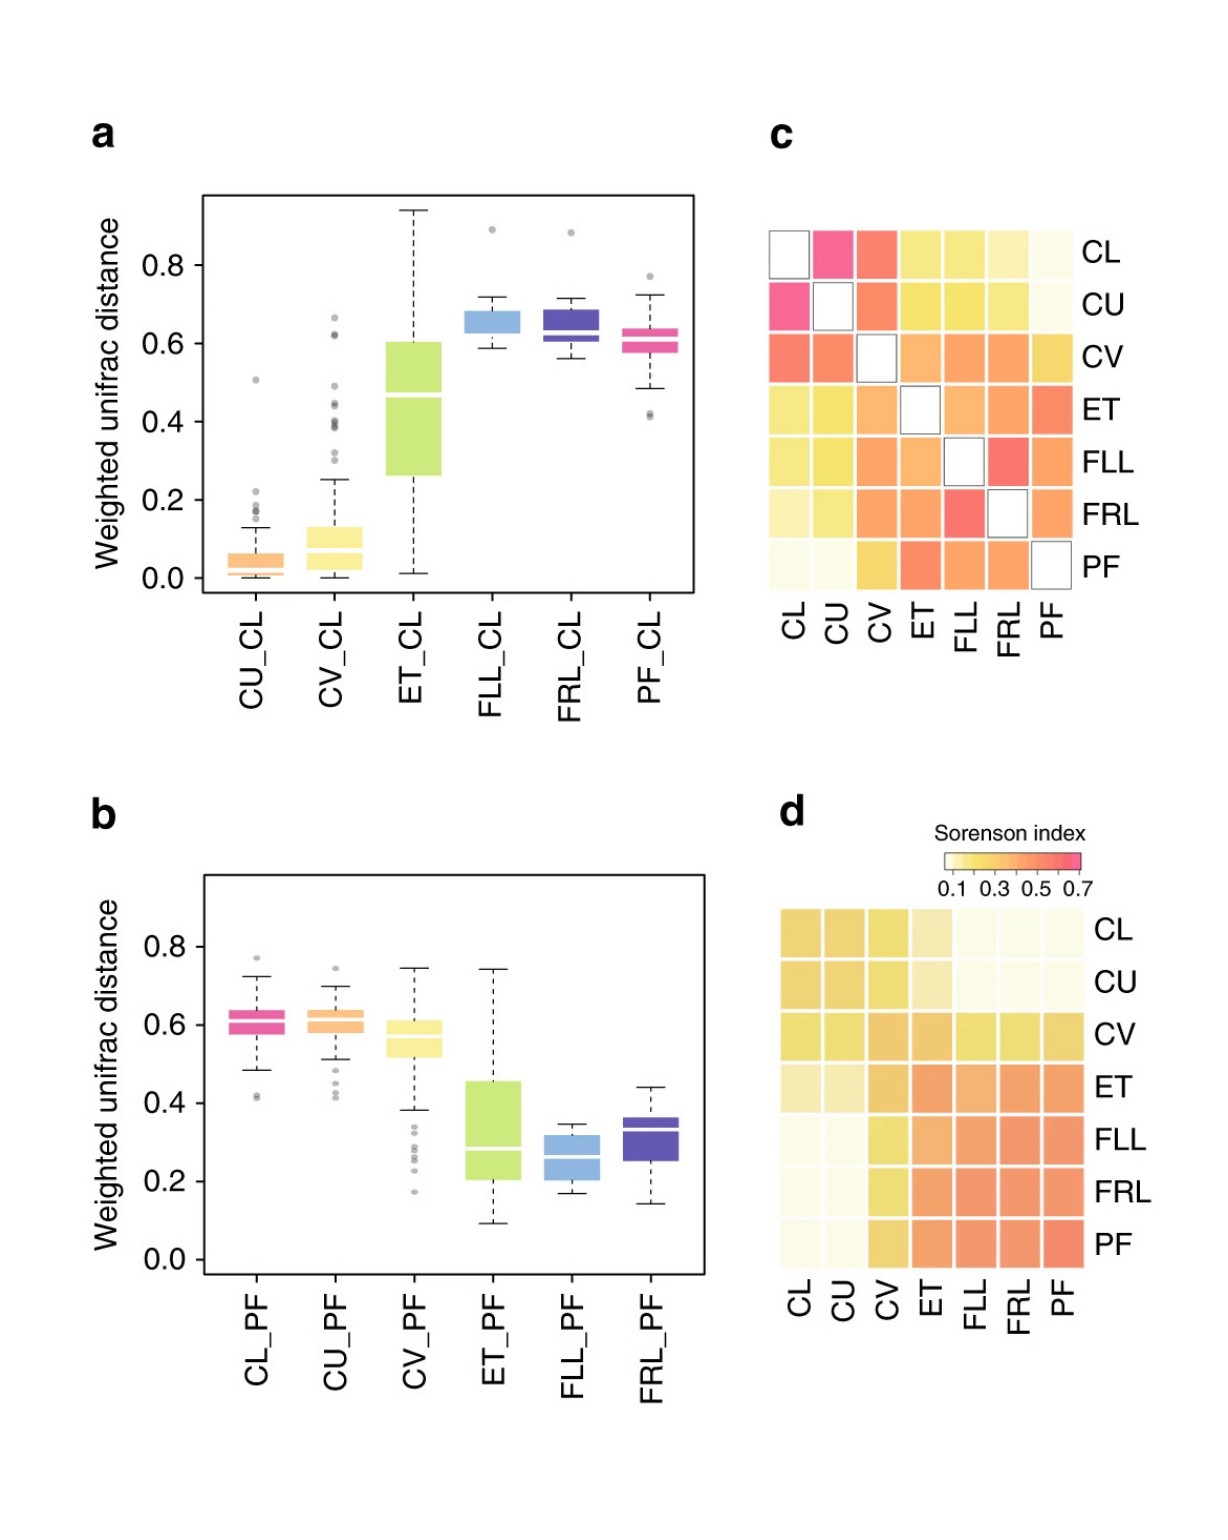 a
Weighted unifrac distance
0.8
0.6
0.4
0.2
0.0
CU_CL
CV_CL
ET_CL
FLL_CL
FRL_CL
PF_CL
c
CL
CU
CV
ET
FLL
FRL
PF
CL
CU
CV
ET
FLL
FRL
PF
b
Weighted unifrac distance
0.8
0.6
0.4
0.2
0.0
CL_PF
CU_PF
CV_PF
ET_PF
FLL_PF
FRL_PF
d
Sorenson index
0.1 0.3 0.5 0.7
CL
CU
CV
ET
FLL
FRL
PF
CL
CU
CV
ET
FLL
FRL
PF